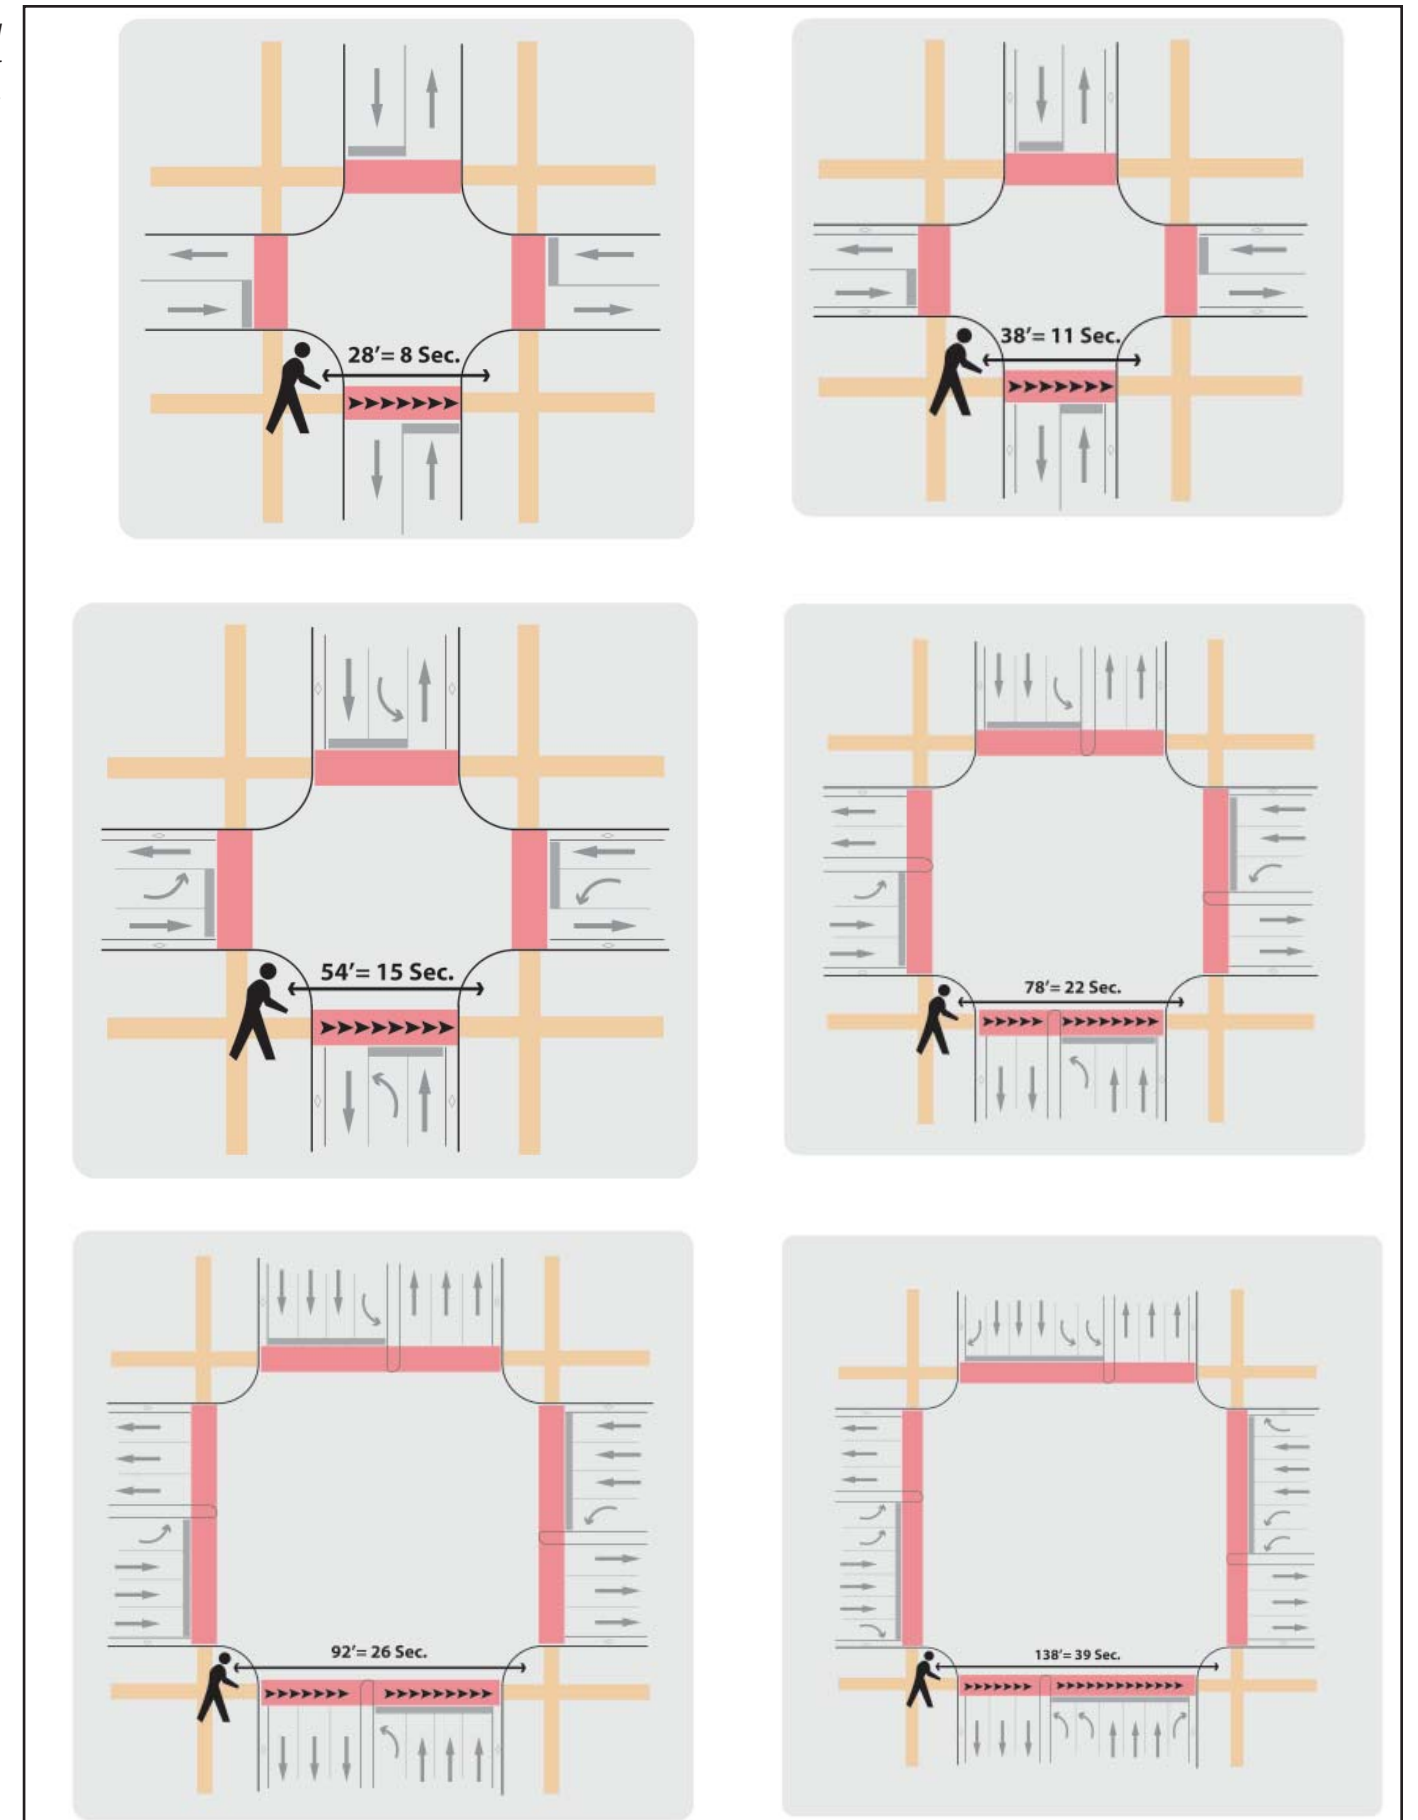 28′= 8 Sec.
38′= 11 Sec.
54′= 15 Sec.
78′= 22 Sec.
92′= 26 Sec.
138′= 39 Sec.